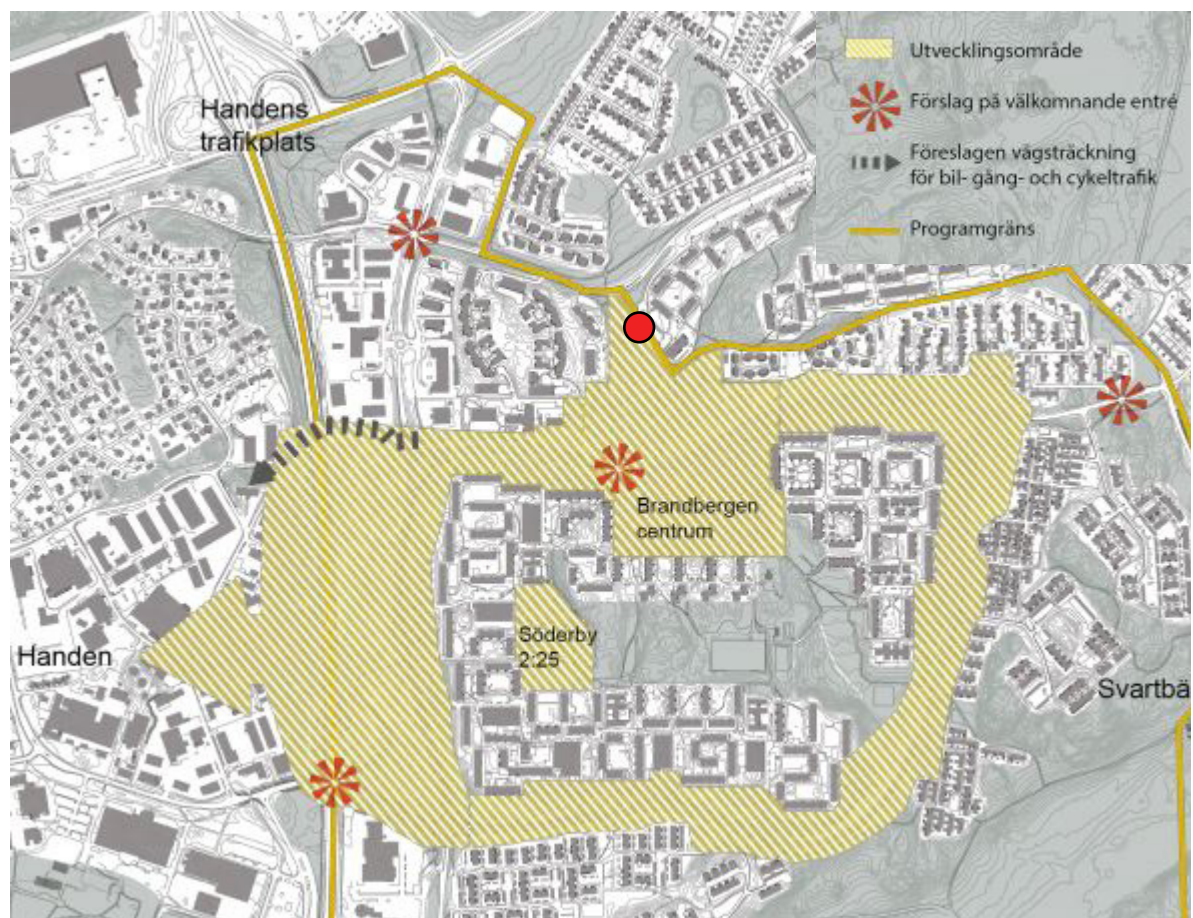 Handens
trafikplats
Utvecklingsområde
Förslag på välkomnande entré
Föreslagen vägsträckning
för bil- gång- och cykeltrafik
Programgräns
Brandbergen
centrum
Söderby
2:25
Handen
Svartbä